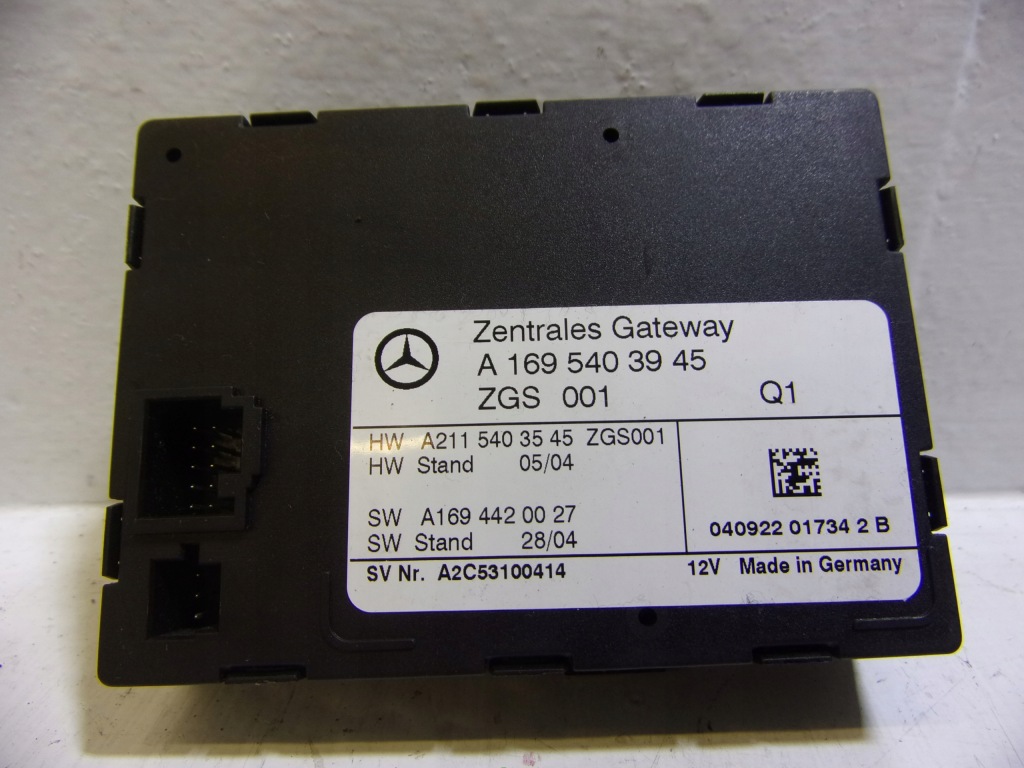 Zentrales Gateway
A 169 540 39 45
ZGS 001 Q1
HW A211 540 35 45 ZGS001
HW Stand 05/04
SW A169 442 00 27
SW Stand 28/04
040922 01734 2 B
SV Nr. A2C53100414 12V Made in Germany